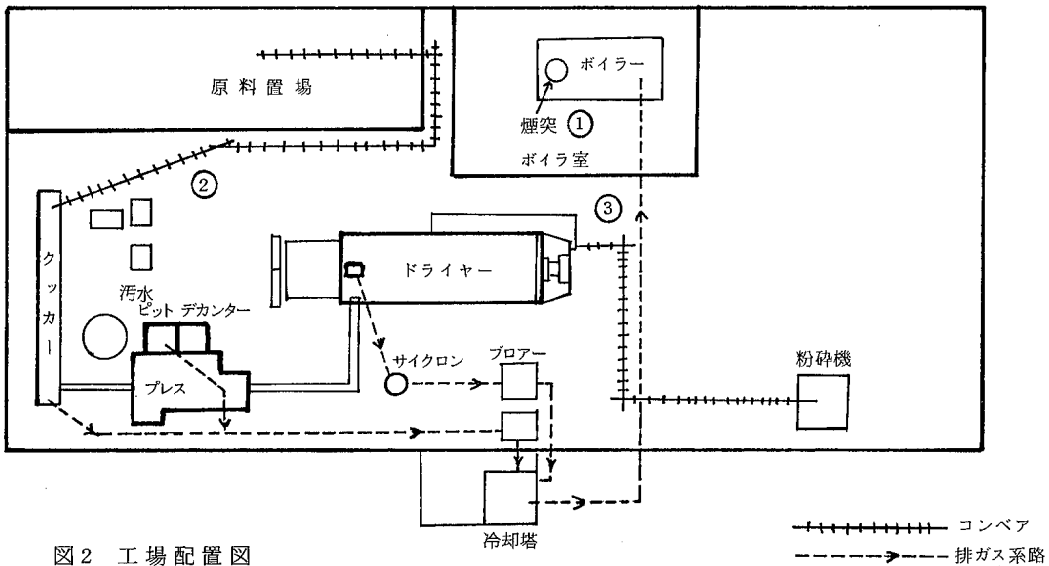 ボイラー
原料置場
煙突 ①
ボイラ室
②
③
クッカー
ドライヤー
汚水
ピット デカンター
サイクロン
ブロアー
粉砕機
プレス
冷却塔
コンベア
排ガス系路
図2 工場配置図